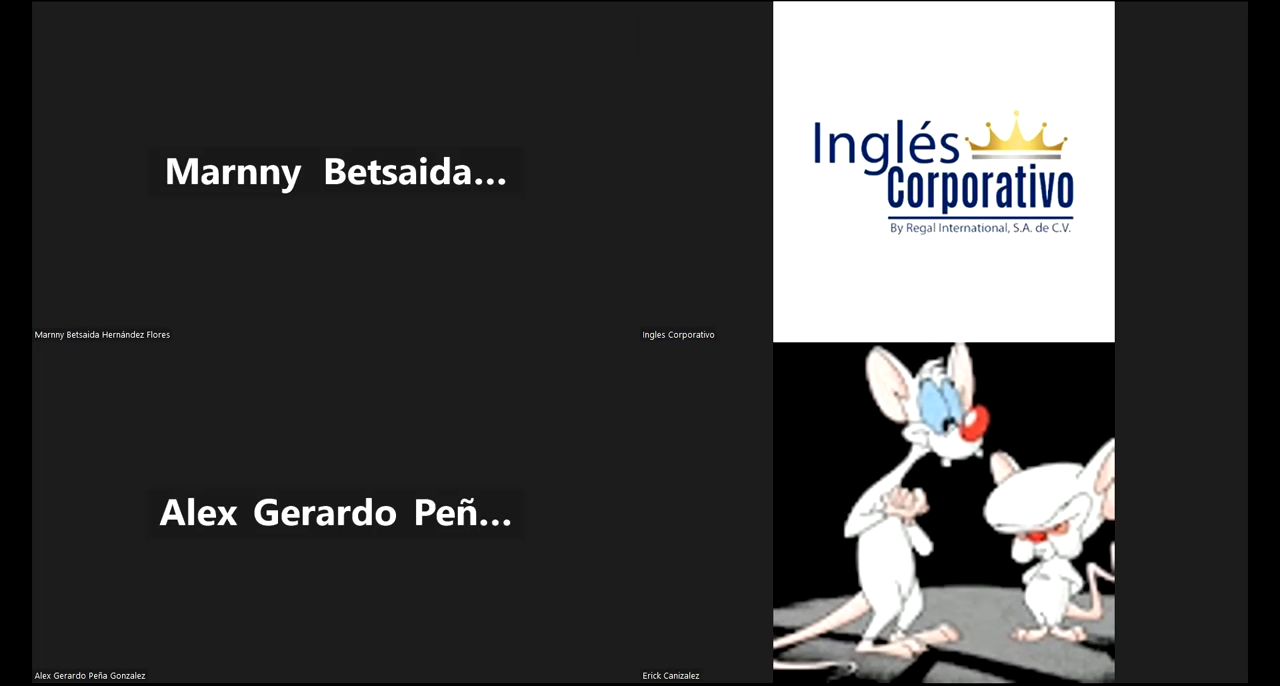 Marnny Betsaida...
Marnny Betsaida Hernández Flores
Inglés
Corporativo
By Regal International, S.A. de C.V.
Ingles Corporativo
Alex Gerardo Peñ...
Alex Gerardo Peña Gonzalez
Erick Canizalez